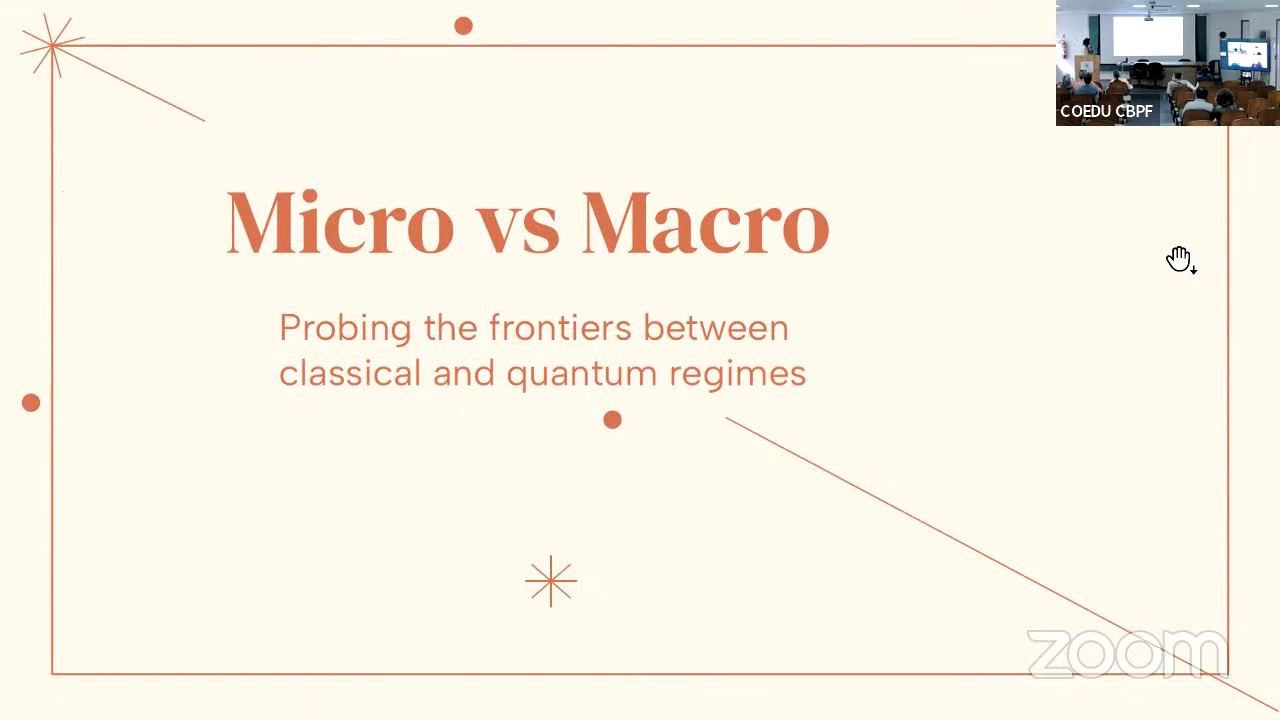 COEDU CBPF
Micro vs Macro
Probing the frontiers between
classical and quantum regimes
zoom